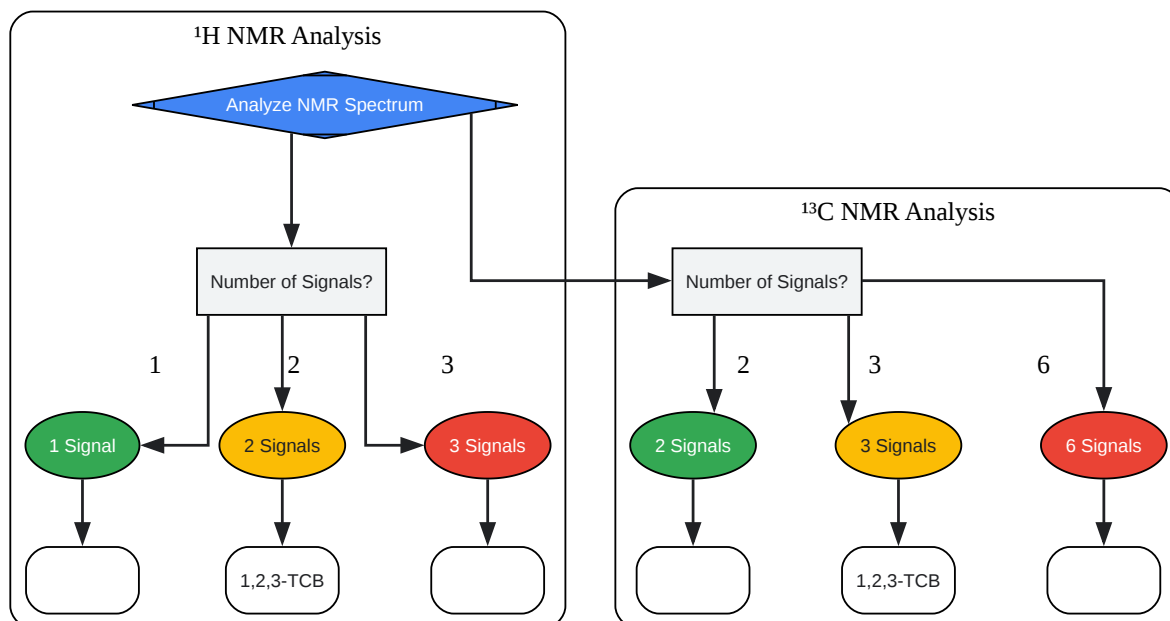 ¹H NMR Analysis
Analyze NMR Spectrum
¹³C NMR Analysis
Number of Signals?
Number of Signals?
1
2
3
2
3
6
1 Signal
2 Signals
3 Signals
2 Signals
3 Signals
6 Signals
1,2,3-TCB
1,2,3-TCB